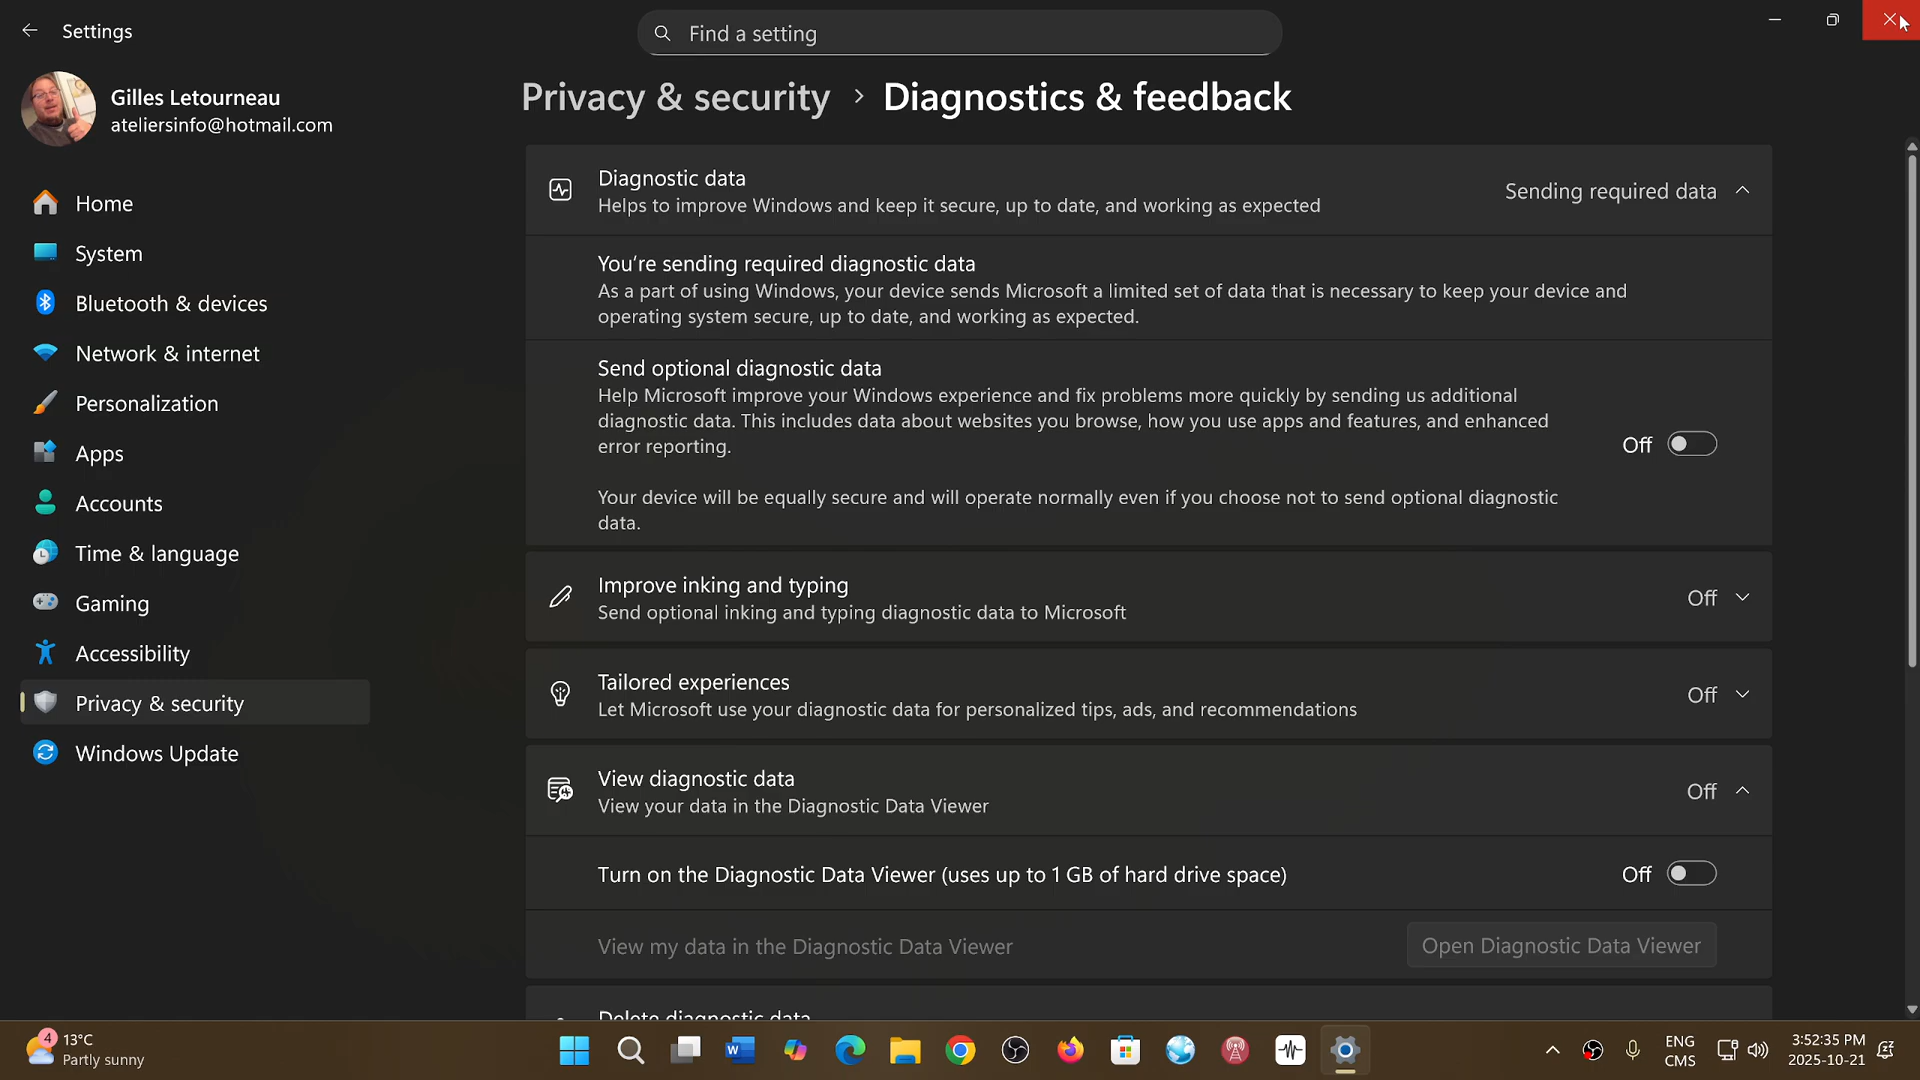 Settings
Find a setting
Gilles Letourneau
ateliersinfo@hotmail.com
Home
System
Bluetooth & devices
Network & internet
Personalization
Apps
Accounts
Time & language
Gaming
Accessibility
Privacy & security
Windows Update
Privacy & security > Diagnostics & feedback
Diagnostic data
Helps to improve Windows and keep it secure, up to date, and working as expected
Sending required data
You’re sending required diagnostic data
As a part of using Windows, your device sends Microsoft a limited set of data that is necessary to keep your device and
operating system secure, up to date, and working as expected.
Send optional diagnostic data
Help Microsoft improve your Windows experience and fix problems more quickly by sending us additional
diagnostic data. This includes data about websites you browse, how you use apps and features, and enhanced
error reporting.
Off
Your device will be equally secure and will operate normally even if you choose not to send optional diagnostic
data.
Improve inking and typing
Send optional inking and typing diagnostic data to Microsoft
Off
Tailored experiences
Let Microsoft use your diagnostic data for personalized tips, ads, and recommendations
Off
View diagnostic data
View your data in the Diagnostic Data Viewer
Off
Turn on the Diagnostic Data Viewer (uses up to 1 GB of hard drive space)
Off
View my data in the Diagnostic Data Viewer
Open Diagnostic Data Viewer
Delete diagnostic data
4
13°C
Partly sunny
W
ENG
CMS
3:52:35 PM
2025-10-21